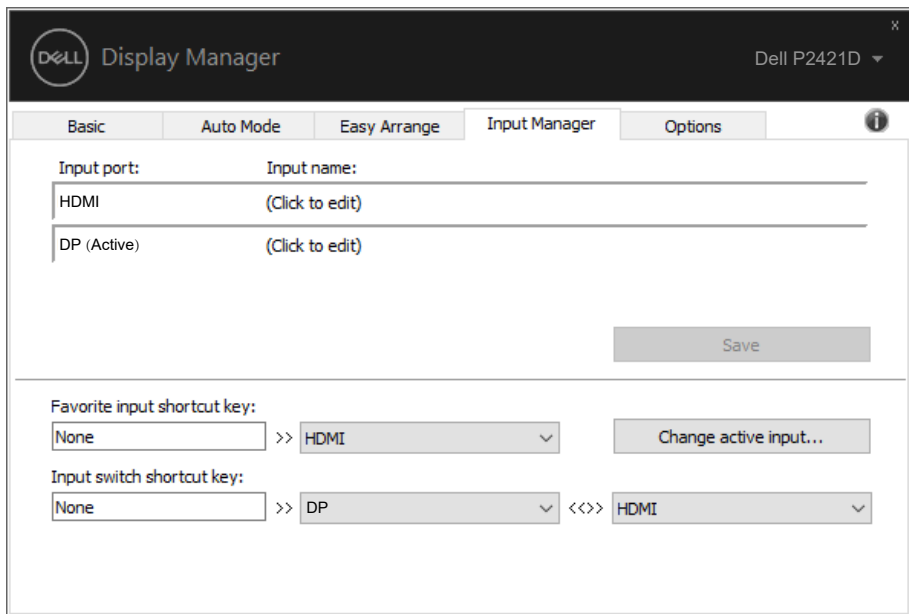 x
DELL Display Manager Dell P2421D
Basic Auto Mode Easy Arrange Input Manager Options i
Input port: Input name:
HDMI (Click to edit)
DP (Active) (Click to edit)
Save
Favorite input shortcut key:
None >> HDMI Change active input...
Input switch shortcut key:
None >> DP <<>> HDMI